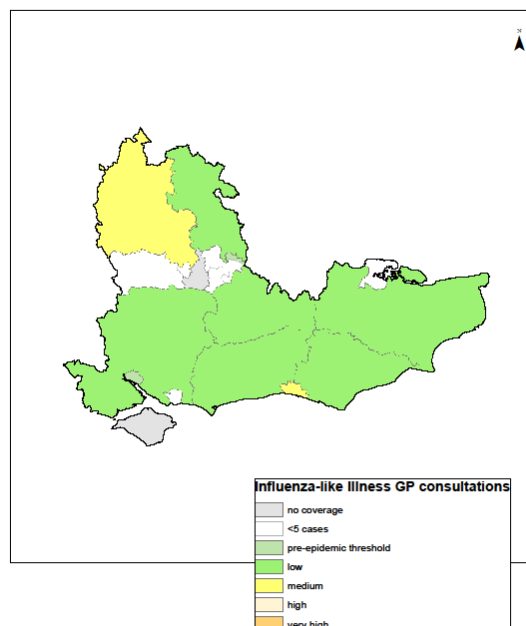 N
Influenza-like Illness GP consultations
no coverage
<5 cases
pre-epidemic threshold
low
medium
high
very high